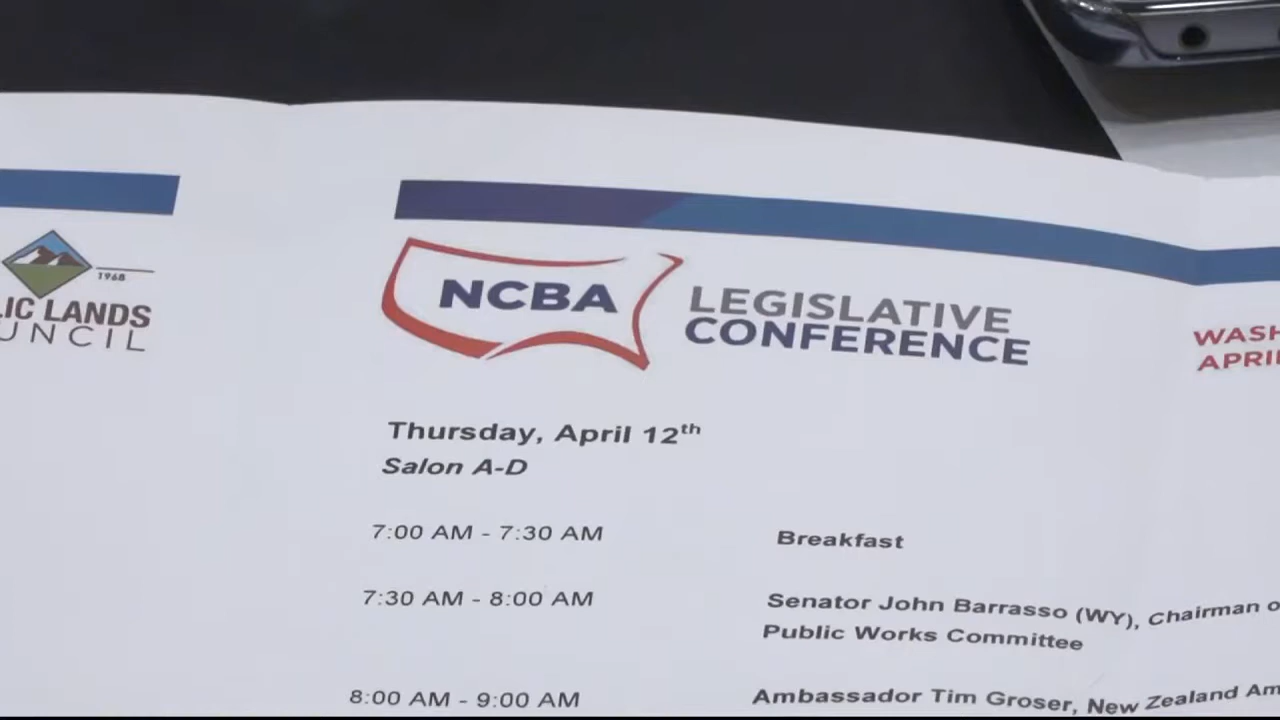 1968
LIC LANDS
UNCIL
NCBA
LEGISLATIVE
CONFERENCE
WASH
APRIL
Thursday, April 12th
Salon A-D
7:00 AM - 7:30 AM Breakfast
7:30 AM - 8:00 AM Senator John Barrasso (WY), Chairman o
Public Works Committee
8:00 AM - 9:00 AM Ambassador Tim Groser, New Zealand Am